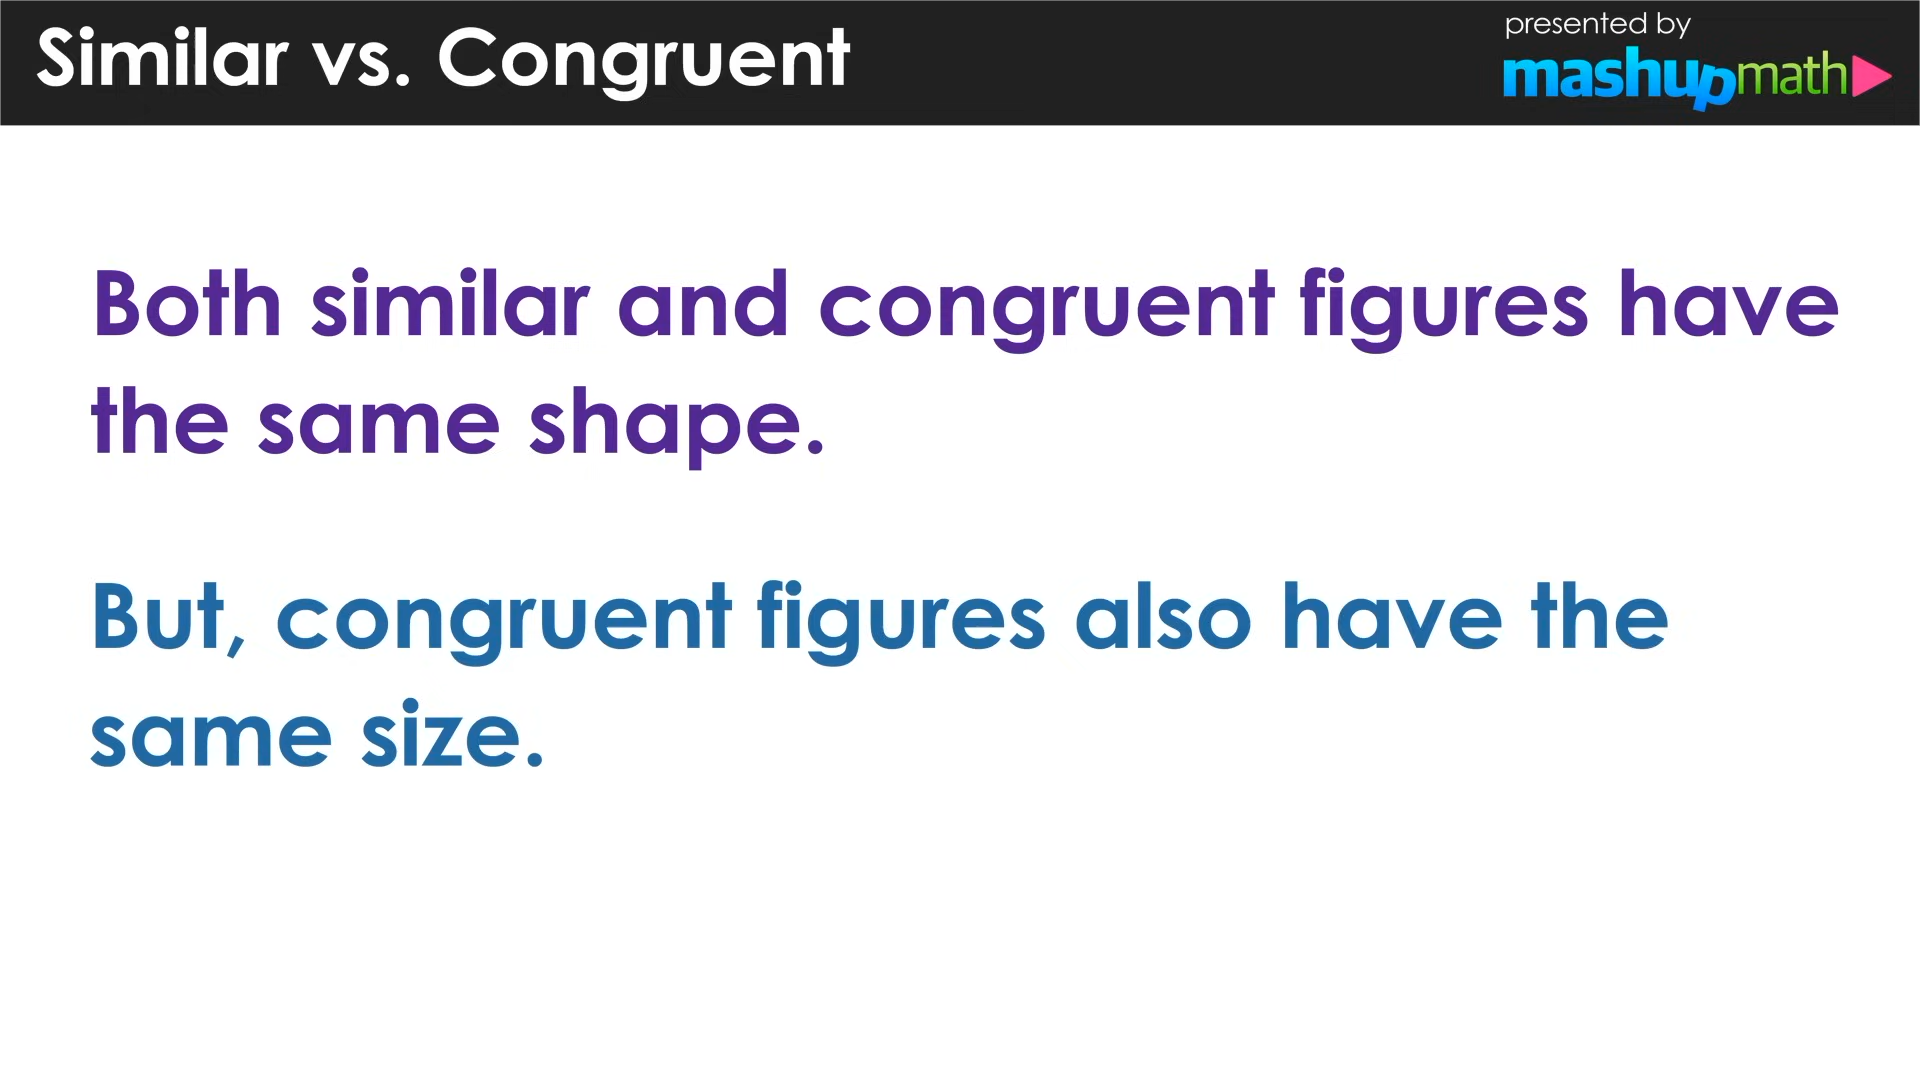 Similar vs. Congruent
presented by
mashupmath
Both similar and congruent figures have
the same shape.
But, congruent figures also have the
same size.